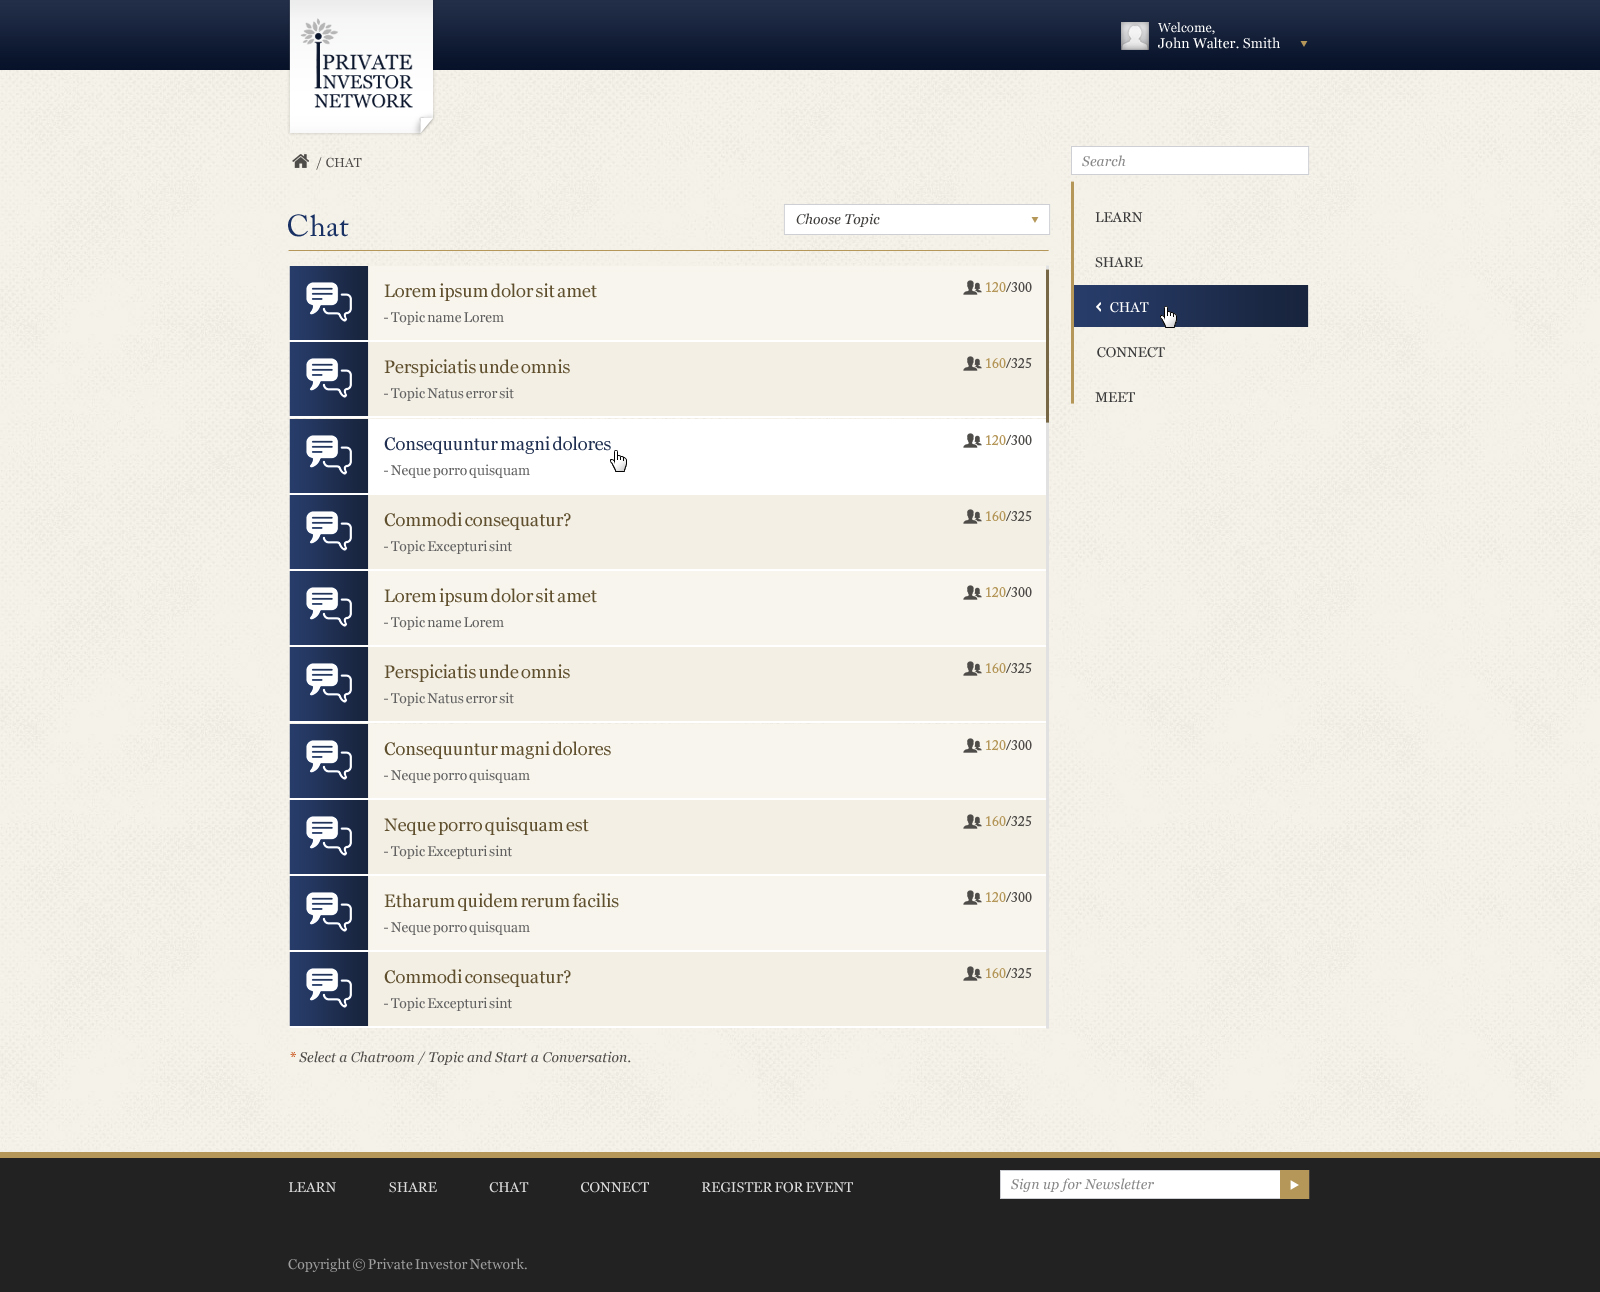 PRIVATE
INVESTOR
NETWORK
Welcome,
John Walter. Smith
/ CHAT
Search
Chat
Choose Topic
LEARN
SHARE
CHAT
CONNECT
MEET
Lorem ipsum dolor sit amet
120/300
- Topic name Lorem
Perspiciatis unde omnis
160/325
- Topic Natus error sit
Consequuntur magni dolores
120/300
- Neque porro quisquam
Commodi consequatur?
160/325
- Topic Excepturi sint
Lorem ipsum dolor sit amet
120/300
- Topic name Lorem
Perspiciatis unde omnis
160/325
- Topic Natus error sit
Consequuntur magni dolores
120/300
- Neque porro quisquam
Neque porro quisquam est
160/325
- Topic Excepturi sint
Etharum quidem rerum facilis
120/300
- Neque porro quisquam
Commodi consequatur?
160/325
- Topic Excepturi sint
* Select a Chatroom / Topic and Start a Conversation.
LEARN SHARE CHAT CONNECT REGISTER FOR EVENT
Sign up for Newsletter
Copyright © Private Investor Network.